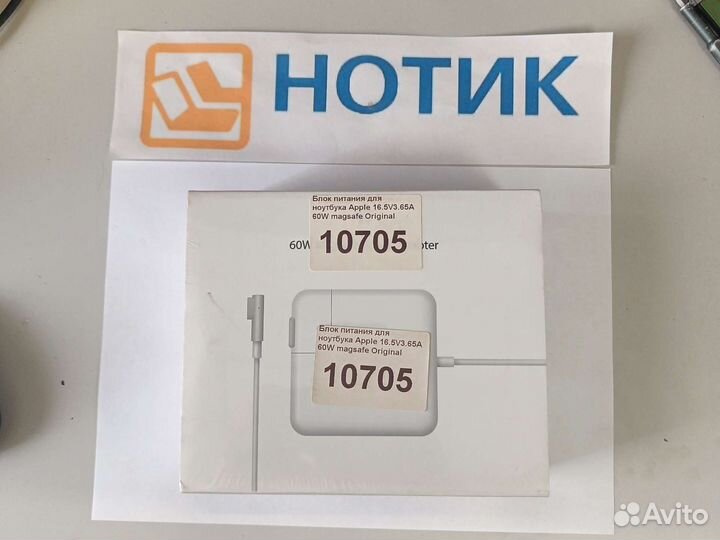 НОТИК
Блок питания для
ноутбука Apple 16.5V3.65A
60W magsafe Original
10705
60W
Блок питания для
ноутбука Apple 16.5V3.65A
60W magsafe Original
10705
Avito